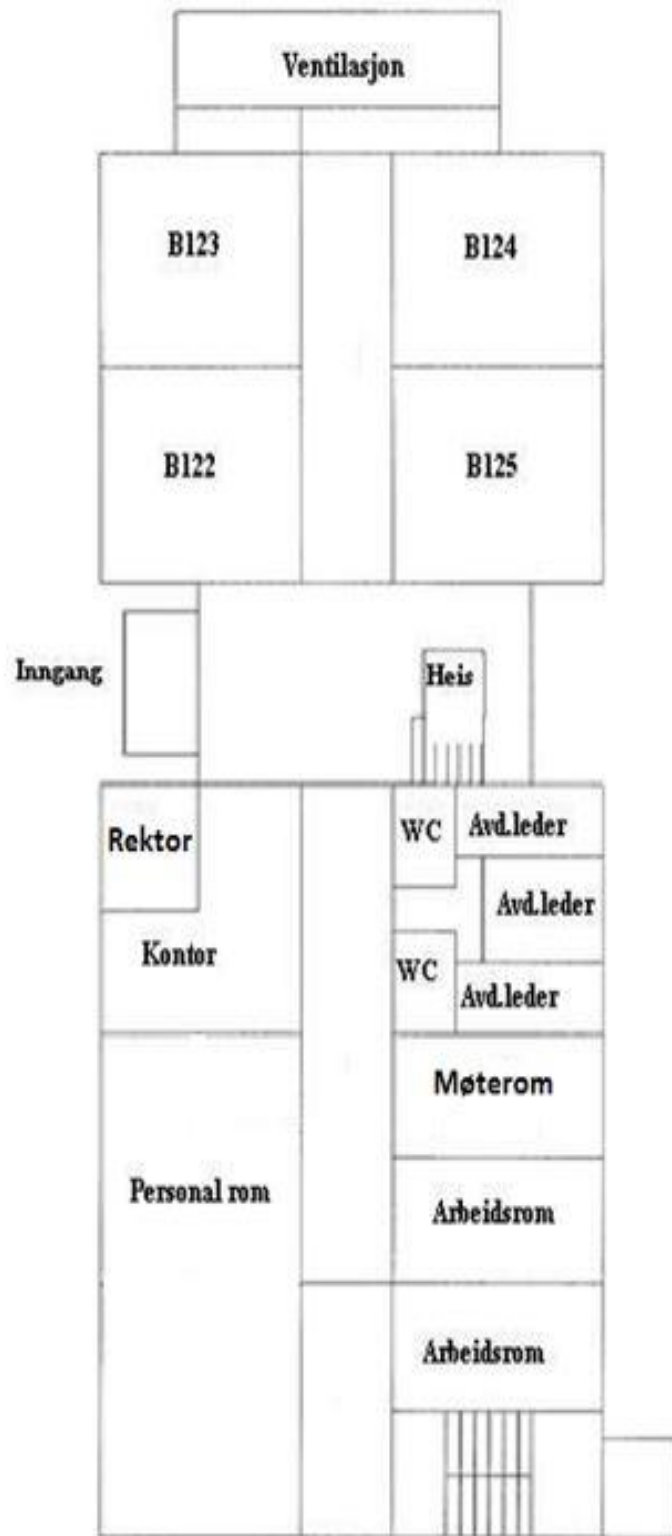 Ventilasjon
B123
B124
B122
B125
Inngang
Heis
Rektor
WC
Avd.leder
Avd.leder
Kontor
WC
Avd.leder
Møterom
Personal rom
Arbeidsrom
Arbeidsrom